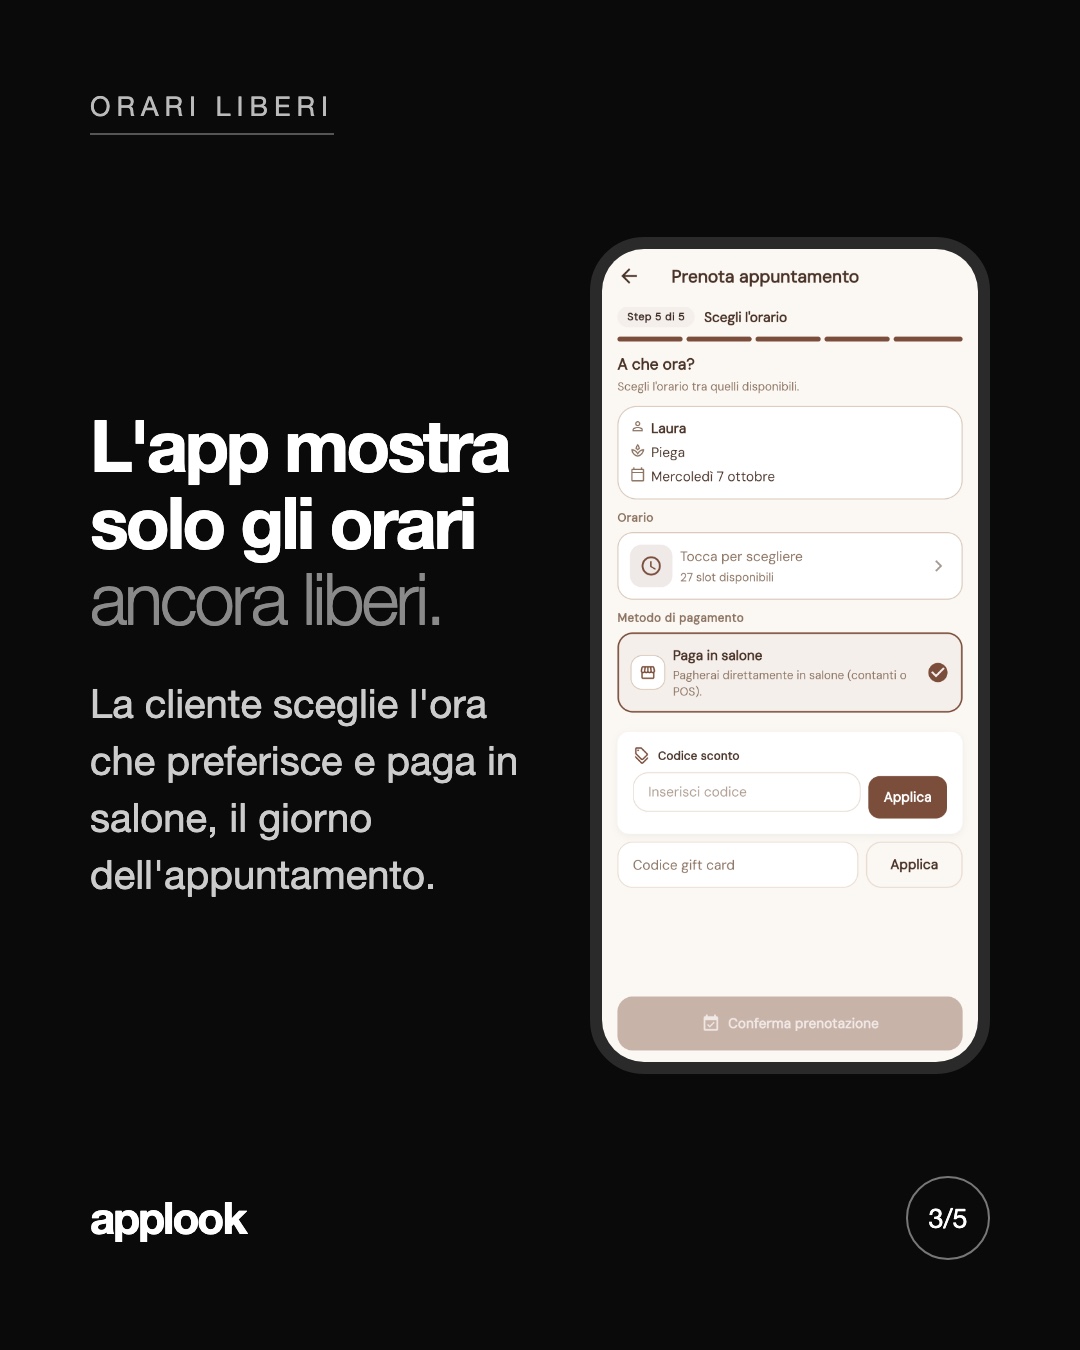 ORARI LIBERI
L'app mostra
solo gli orari
ancora liberi.
La cliente sceglie l'ora
che preferisce e paga in
salone, il giorno
dell'appuntamento.
Prenota appuntamento
Step 5 di 5 Scegli l'orario
A che ora?
Scegli l'orario tra quelli disponibili.
Laura
Piega
Mercoledì 7 ottobre
Orario
Tocca per scegliere
27 slot disponibili
Metodo di pagamento
Paga in salone
Pagherai direttamente in salone (contanti o
POS).
Codice sconto
Inserisci codice Applica
Codice gift card Applica
Conferma prenotazione
applook
3/5